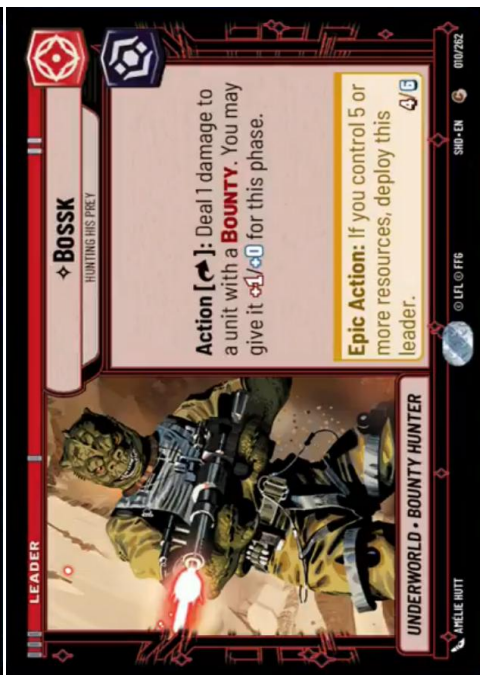 LEADER
BOSSK
HUNTING HIS PREY
Action [ ]: Deal 1 damage to
a unit with a BOUNTY. You may
give it +1/+0 for this phase.
Epic Action: If you control 5 or
more resources, deploy this
leader.
4/6
UNDERWORLD • BOUNTY HUNTER
AMÉLIE HUTT
© LFL © FFG
SHD • EN
010/262